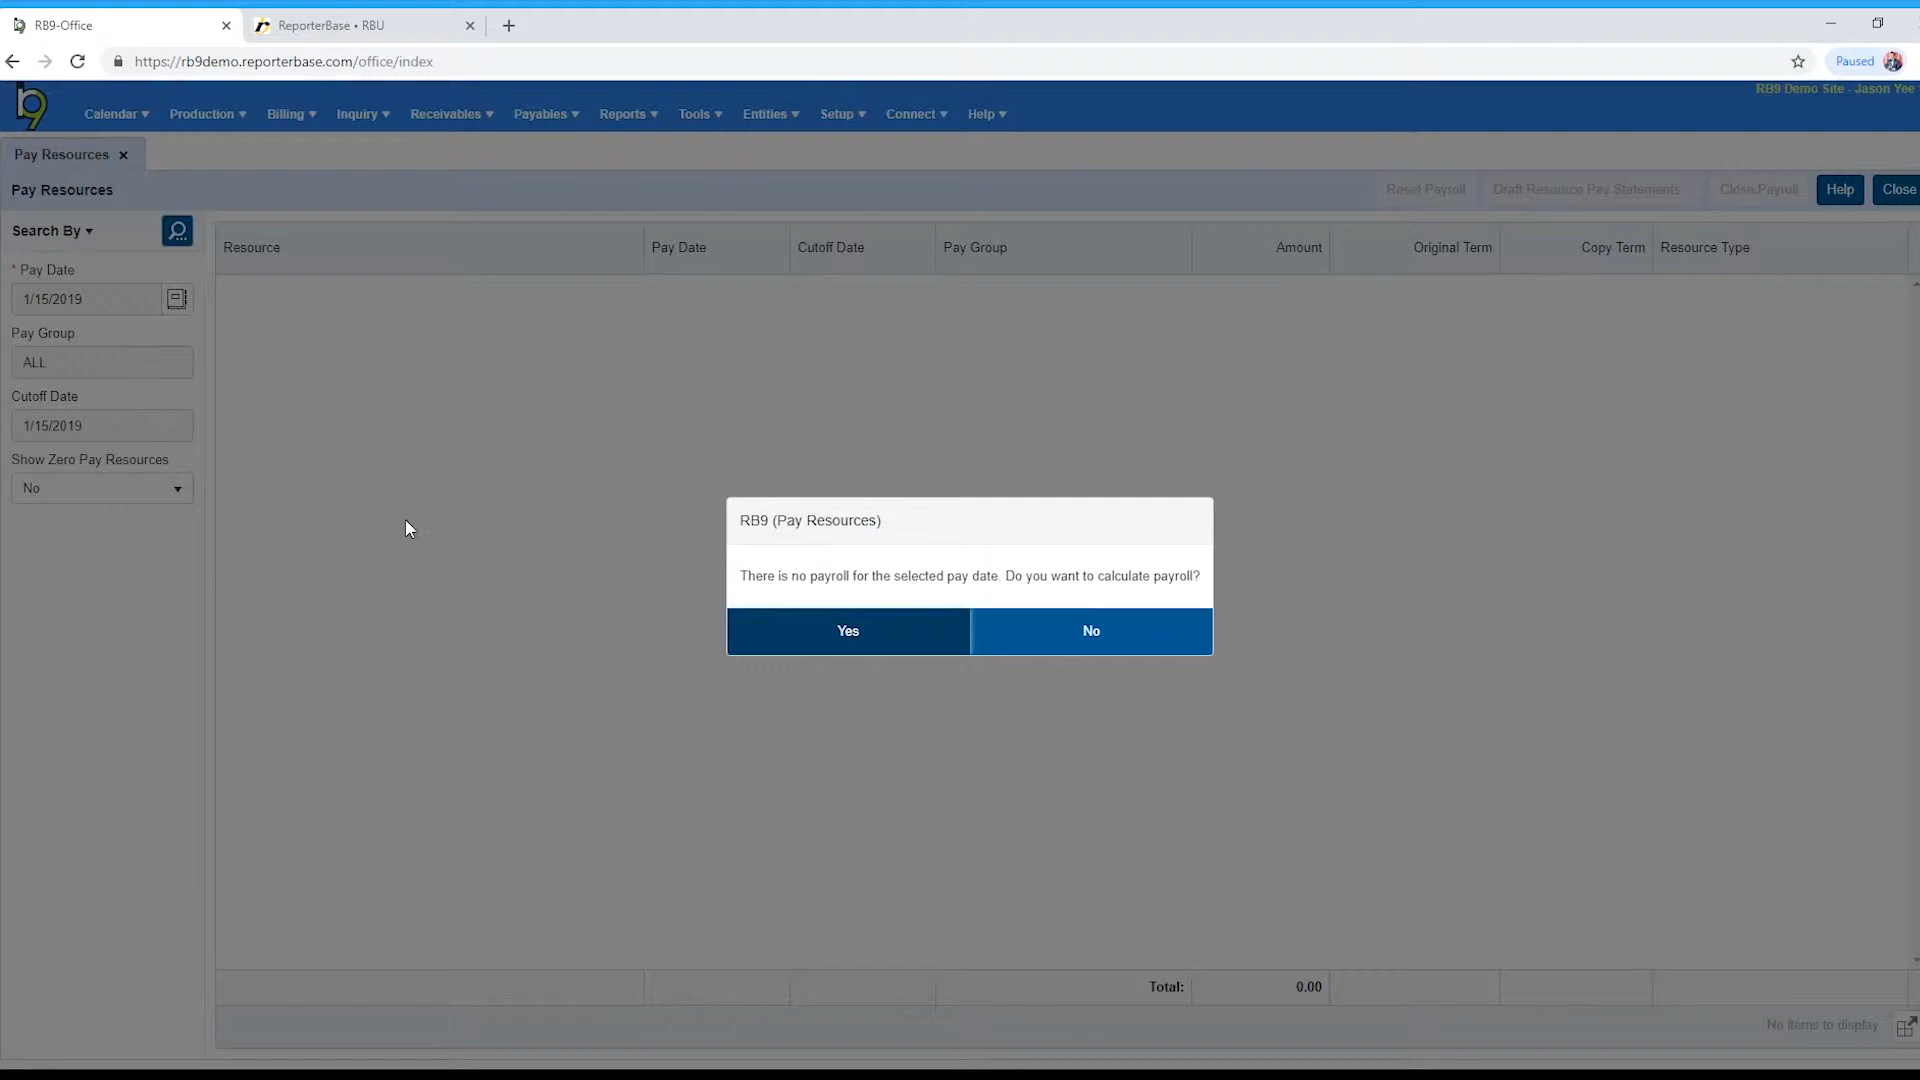 RB9-Office
ReporterBase • RBU
https://rb9demo.reporterbase.com/office/index
Paused
RB9 Demo Site - Jason Yee
b9
Calendar Production Billing Inquiry Receivables Payables Reports Tools Entities Setup Connect Help
Pay Resources
Pay Resources
Reset Payroll Draft Resource Pay Statements Close Payroll Help Close
Search By
Resource Pay Date Cutoff Date Pay Group Amount Original Term Copy Term Resource Type
* Pay Date
1/15/2019
Pay Group
ALL
Cutoff Date
1/15/2019
Show Zero Pay Resources
No
RB9 (Pay Resources)
There is no payroll for the selected pay date. Do you want to calculate payroll?
Yes No
Total: 0.00
No items to display